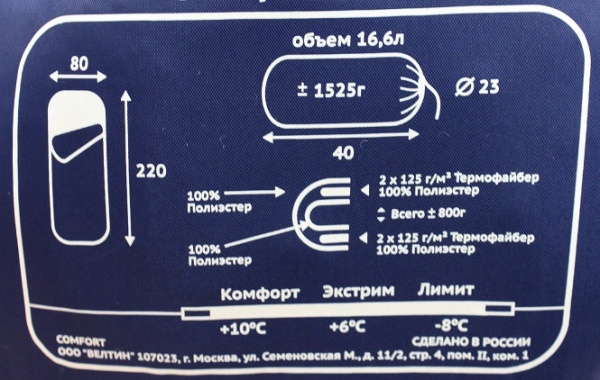 объем 16,6л
80
± 1525г
Ø 23
40
220
2 x 125 г/м² Термофайбер
100% Полиэстер
100%
Полиэстер
Всего ± 800г
2 x 125 г/м² Термофайбер
100% Полиэстер
100%
Полиэстер
Комфорт Экстрим Лимит
+10°C +6°C -8°C
СДЕЛАНО В РОССИИ
COMFORT
ООО "ВЕЛТИН" 107023, г. Москва, ул. Семеновская М., д. 11/2, стр. 4, пом. II, ком. 1